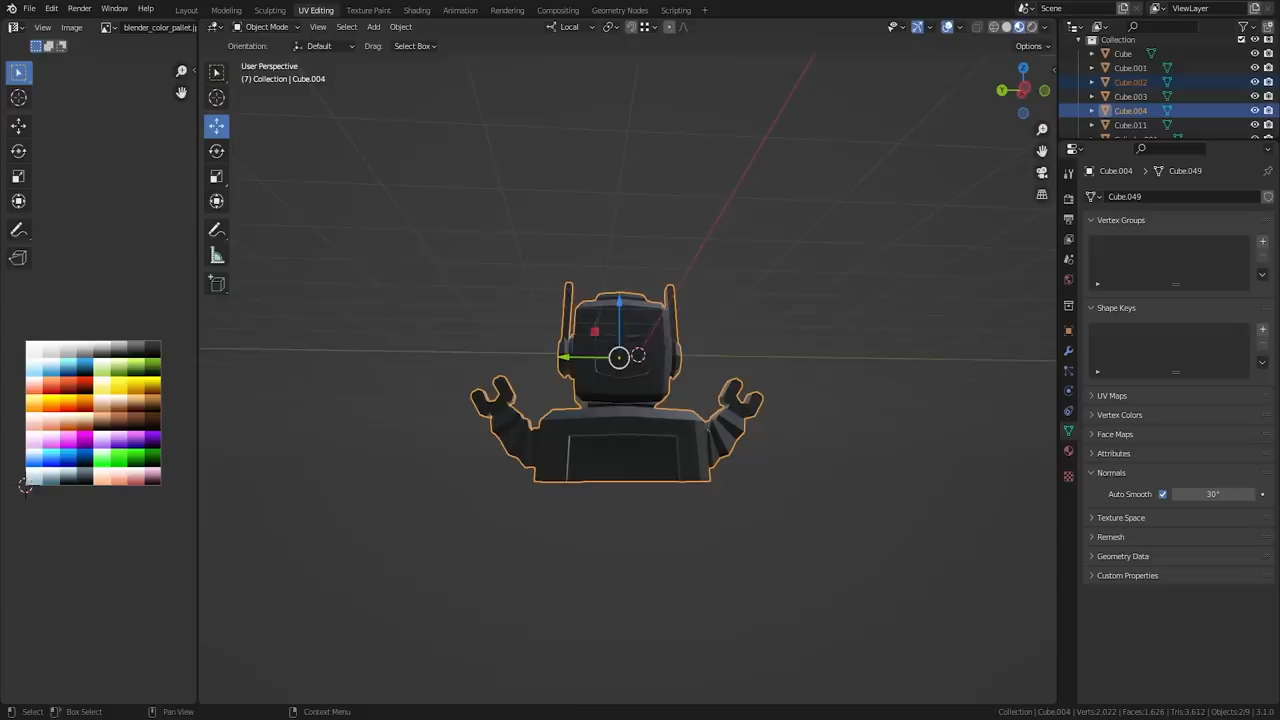 File Edit Render Window Help Layout Modeling Sculpting UV Editing Texture Paint Shading Animation Rendering Compositing Geometry Nodes Scripting + Scene ViewLayer
View Image blender_color_pallet.j Object Mode View Select Add Object Local
Orientation: Default Drag: Select Box Options
User Perspective
(7) Collection | Cube.004
Z
Y
Collection
Cube
Cube.001
Cube.002
Cube.003
Cube.004
Cube.011
Cube.004 Cube.049
Cube.049
Vertex Groups
Shape Keys
UV Maps
Vertex Colors
Face Maps
Attributes
Normals
Auto Smooth 30°
Texture Space
Remesh
Geometry Data
Custom Properties
Select Box Select Pan View Context Menu Collection | Cube.004 | Verts:2,022 | Faces:1,626 | Tris:3,612 | Objects:2/9 | 3.1.0